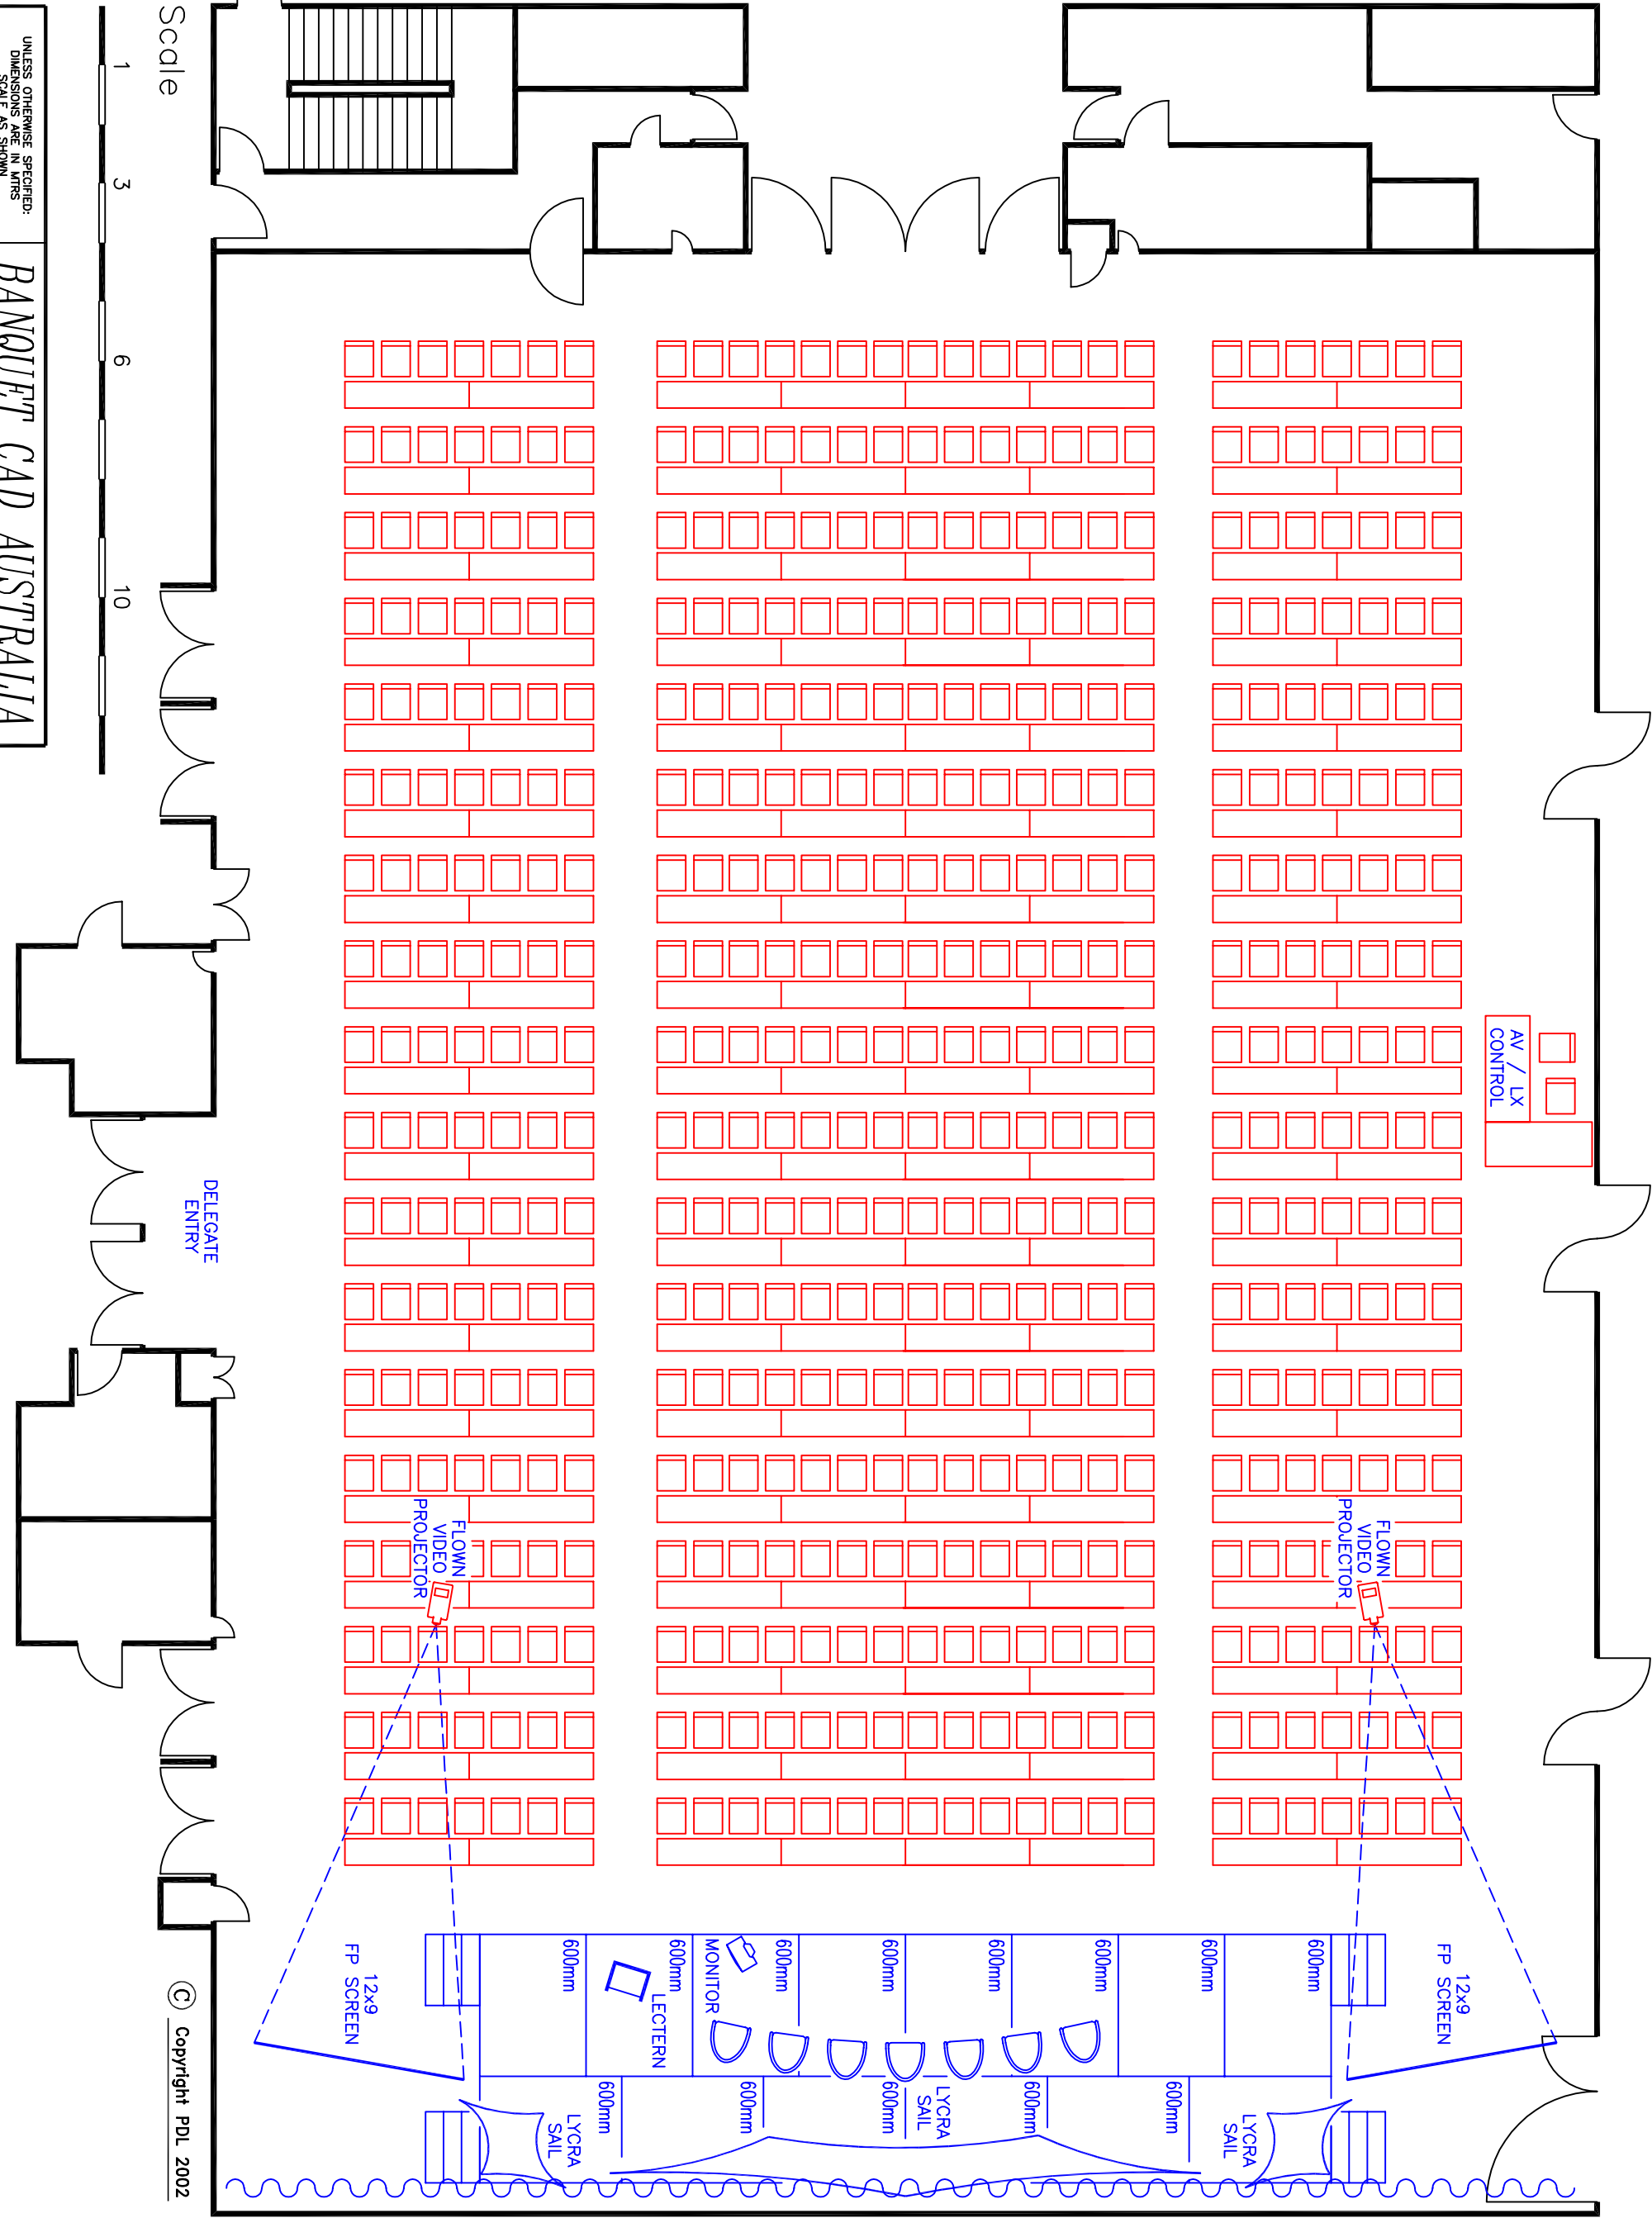 Scale
1
3
6
10
UNLESS OTHERWISE SPECIFIED:
DIMENSIONS ARE IN MTRS
SCALE AS SHOWN
BANQUET CAD AUSTRALIA
AV / LX
CONTROL
DELEGATE
ENTRY
FLOWN
VIDEO
PROJECTOR
FLOWN
VIDEO
PROJECTOR
12x9
FP SCREEN
12x9
FP SCREEN
600mm
600mm
600mm
600mm
600mm
600mm
600mm
600mm
MONITOR
LECTERN
600mm
600mm
600mm
600mm
600mm
LYCRA
SAIL
LYCRA
SAIL
LYCRA
SAIL
© Copyright PDL 2002